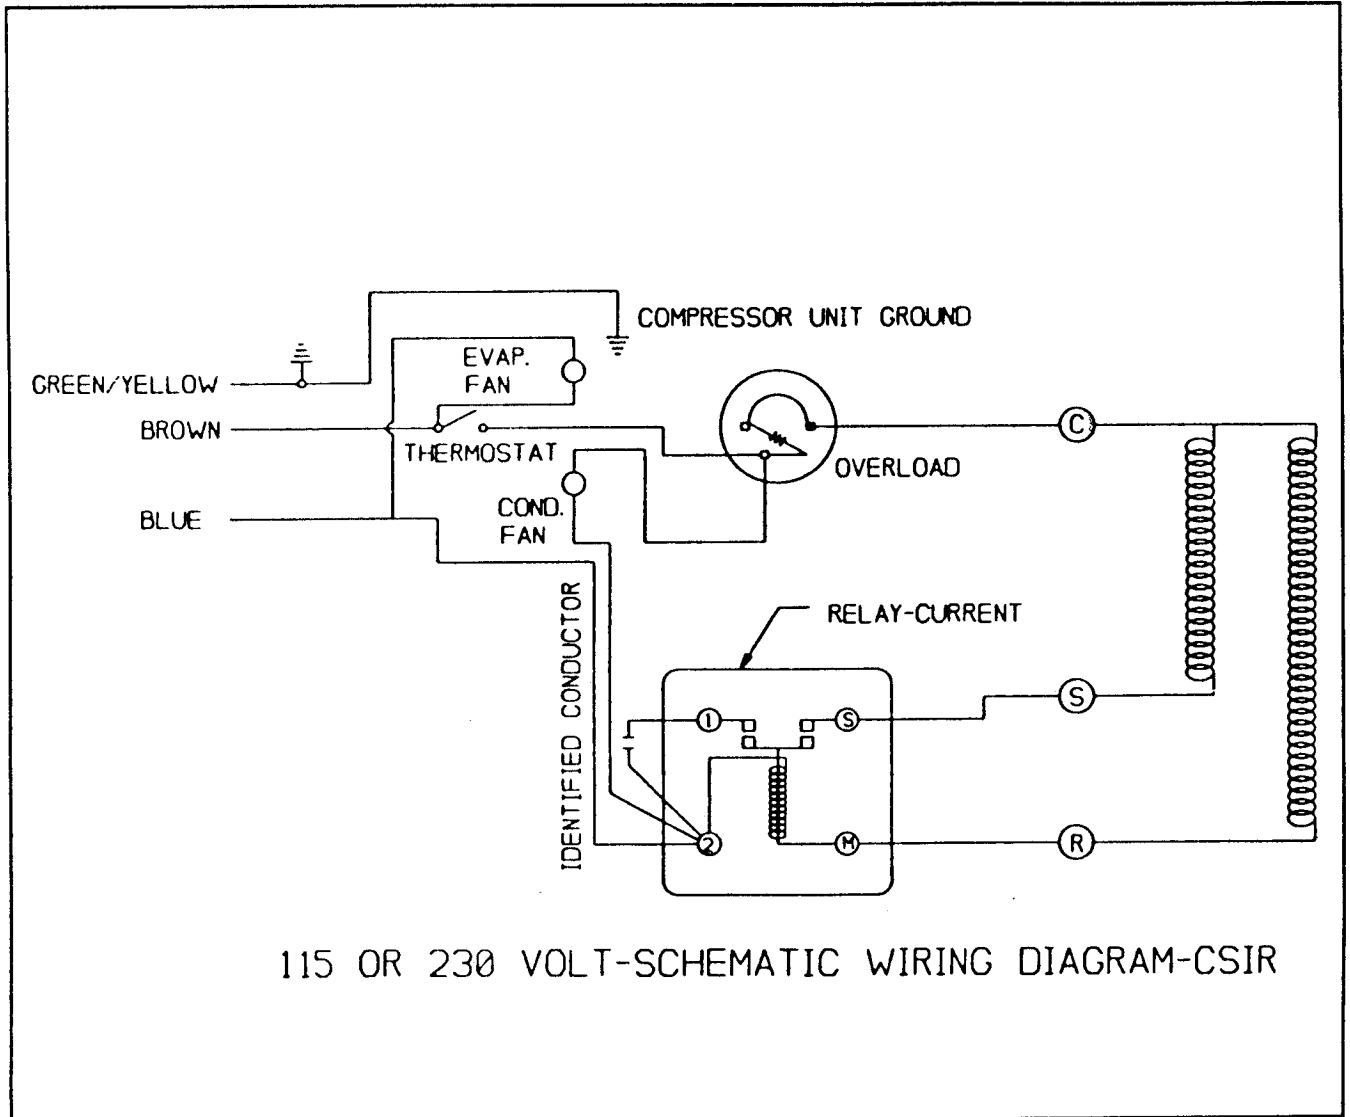 COMPRESSOR UNIT GROUND
EVAP.
FAN
GREEN/YELLOW
BROWN
THERMOSTAT
C
OVERLOAD
COND.
FAN
BLUE
IDENTIFIED CONDUCTOR
RELAY-CURRENT
1
S
S
2
M
R
115 OR 230 VOLT-SCHEMATIC WIRING DIAGRAM-CSIR